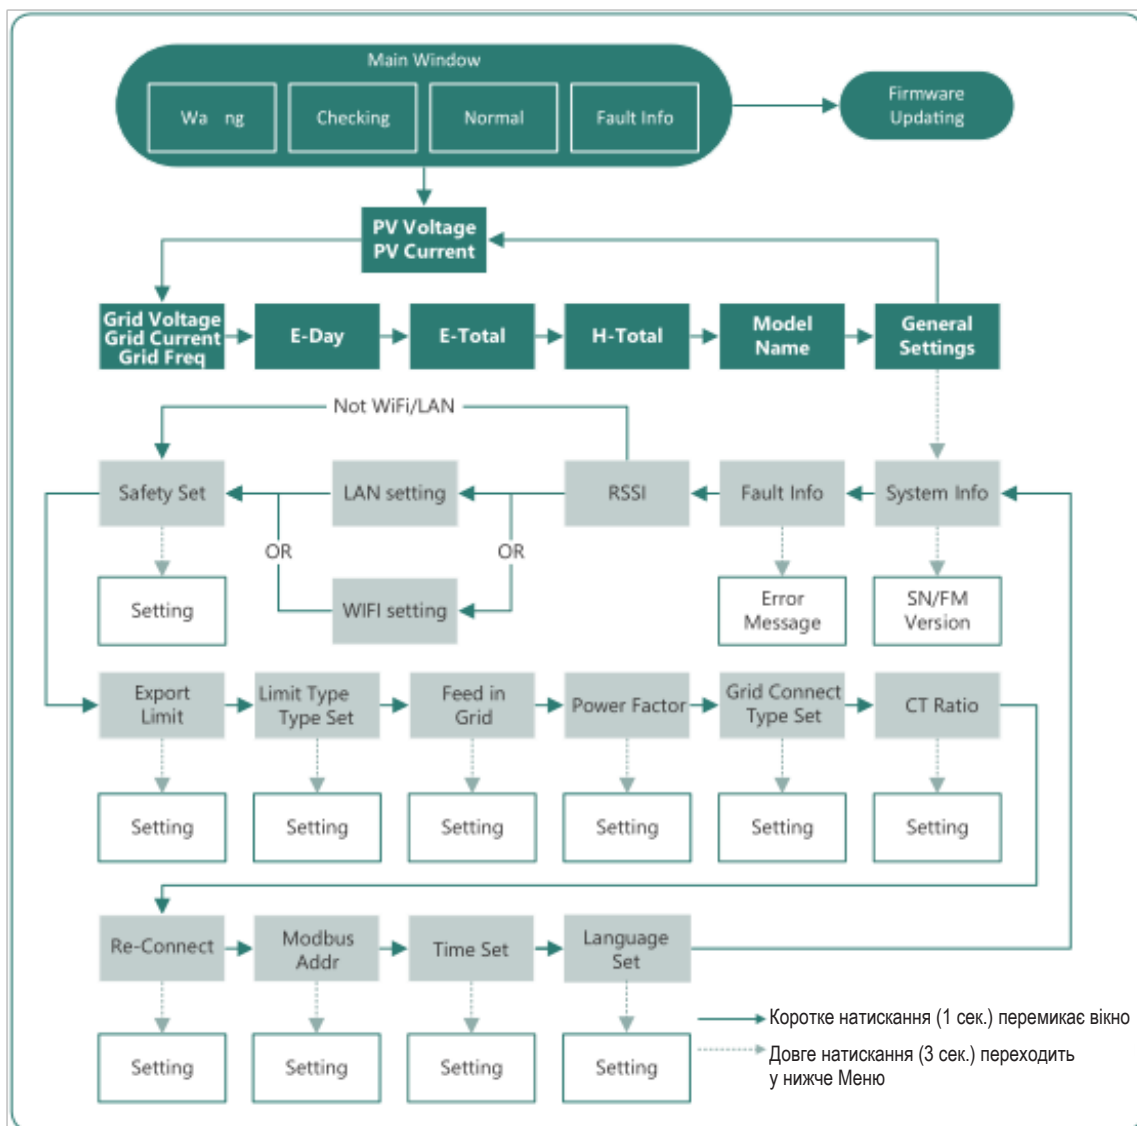 Main Window
Wa ng
Checking
Normal
Fault Info
Firmware
Updating
PV Voltage
PV Current
Grid Voltage
Grid Current
Grid Freq
E-Day
E-Total
H-Total
Model
Name
General
Settings
Not WiFi/LAN
Safety Set
LAN setting
RSSI
Fault Info
System Info
OR
OR
Setting
WIFI setting
Error
Message
SN/FM
Version
Export
Limit
Limit Type
Type Set
Feed in
Grid
Power Factor
Grid Connect
Type Set
CT Ratio
Setting
Setting
Setting
Setting
Setting
Setting
Re-Connect
Modbus
Addr
Time Set
Language
Set
Setting
Setting
Setting
Setting
Коротке натискання (1 сек.) перемикає вікно
Довге натискання (3 сек.) переходить
у нижче Меню